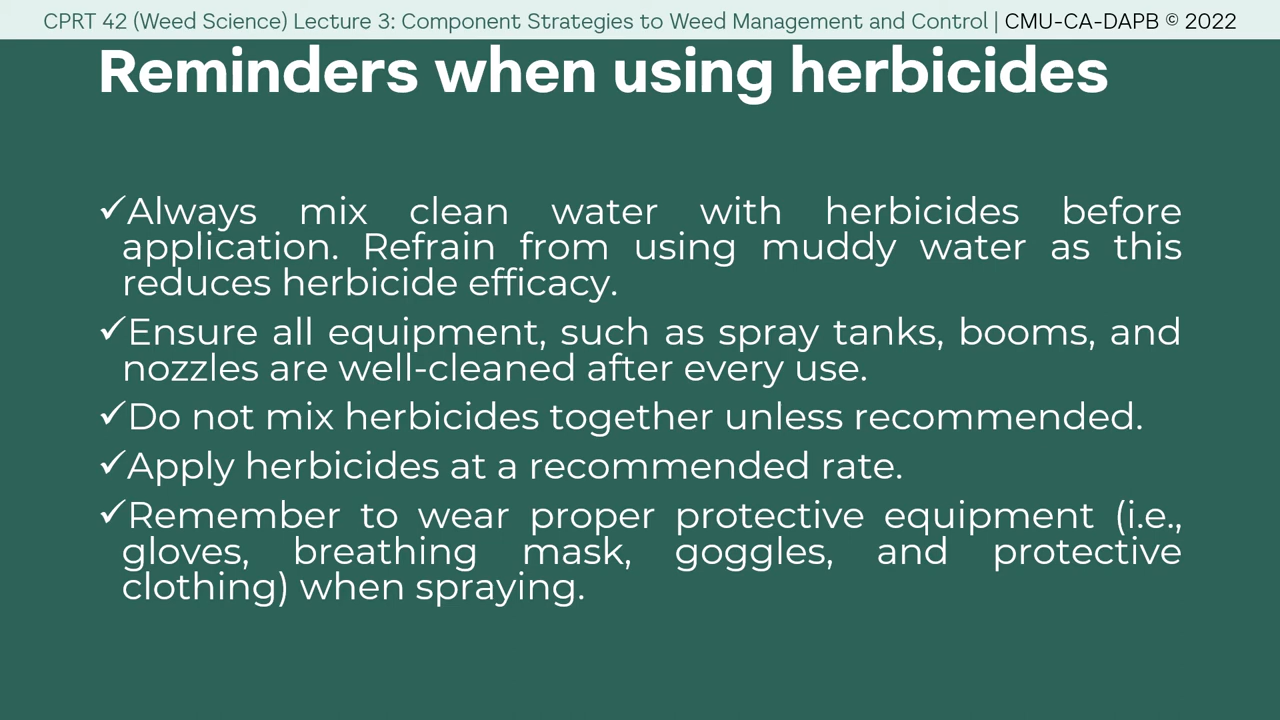 CPRT 42 (Weed Science) Lecture 3: Component Strategies to Weed Management and Control | CMU-CA-DAPB © 2022
Reminders when using herbicides
✓Always mix clean water with herbicides before
application. Refrain from using muddy water as this
reduces herbicide efficacy.
✓Ensure all equipment, such as spray tanks, booms, and
nozzles are well-cleaned after every use.
✓Do not mix herbicides together unless recommended.
✓Apply herbicides at a recommended rate.
✓Remember to wear proper protective equipment (i.e.,
gloves, breathing mask, goggles, and protective
clothing) when spraying.